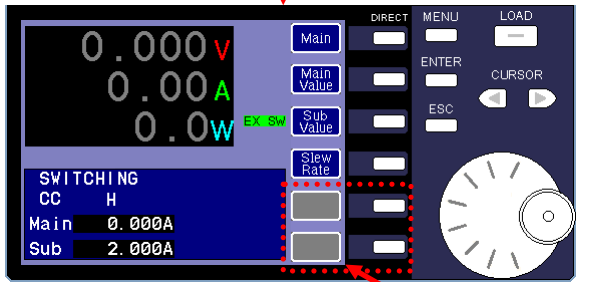 DIRECT
MENU
LOAD
0.000V
Main
0.00A
Main
Value
ENTER
CURSOR
0.0W
EX SW
Sub
Value
ESC
Slew
Rate
SWITCHING
CC H
Main 0.000A
Sub 2.000A